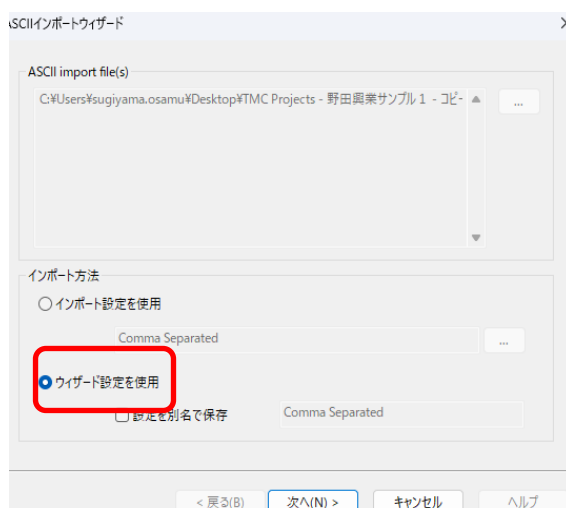 ASCIIインポートウィザード
ASCII import file(s)
C:¥Users¥sugiyama.osamu¥Desktop¥TMC Projects - 野田興業サンプル 1 - コピー
...
インポート方法
インポート設定を使用
Comma Separated
...
ウィザード設定を使用
設定を別名で保存
Comma Separated
< 戻る(B)
次へ(N) >
キャンセル
ヘルプ